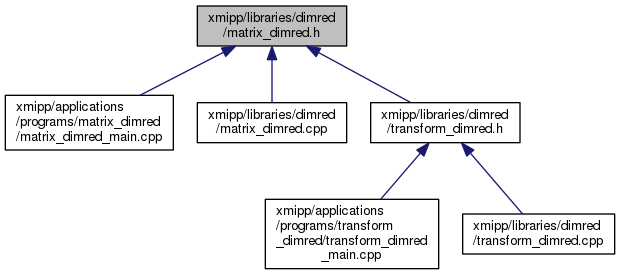 xmipp/libraries/dimred
/matrix_dimred.h
xmipp/applications
/programs/matrix_dimred
/matrix_dimred_main.cpp
xmipp/libraries/dimred
/matrix_dimred.cpp
xmipp/libraries/dimred
/transform_dimred.h
xmipp/applications
/programs/transform
_dimred/transform_dimred
_main.cpp
xmipp/libraries/dimred
/transform_dimred.cpp